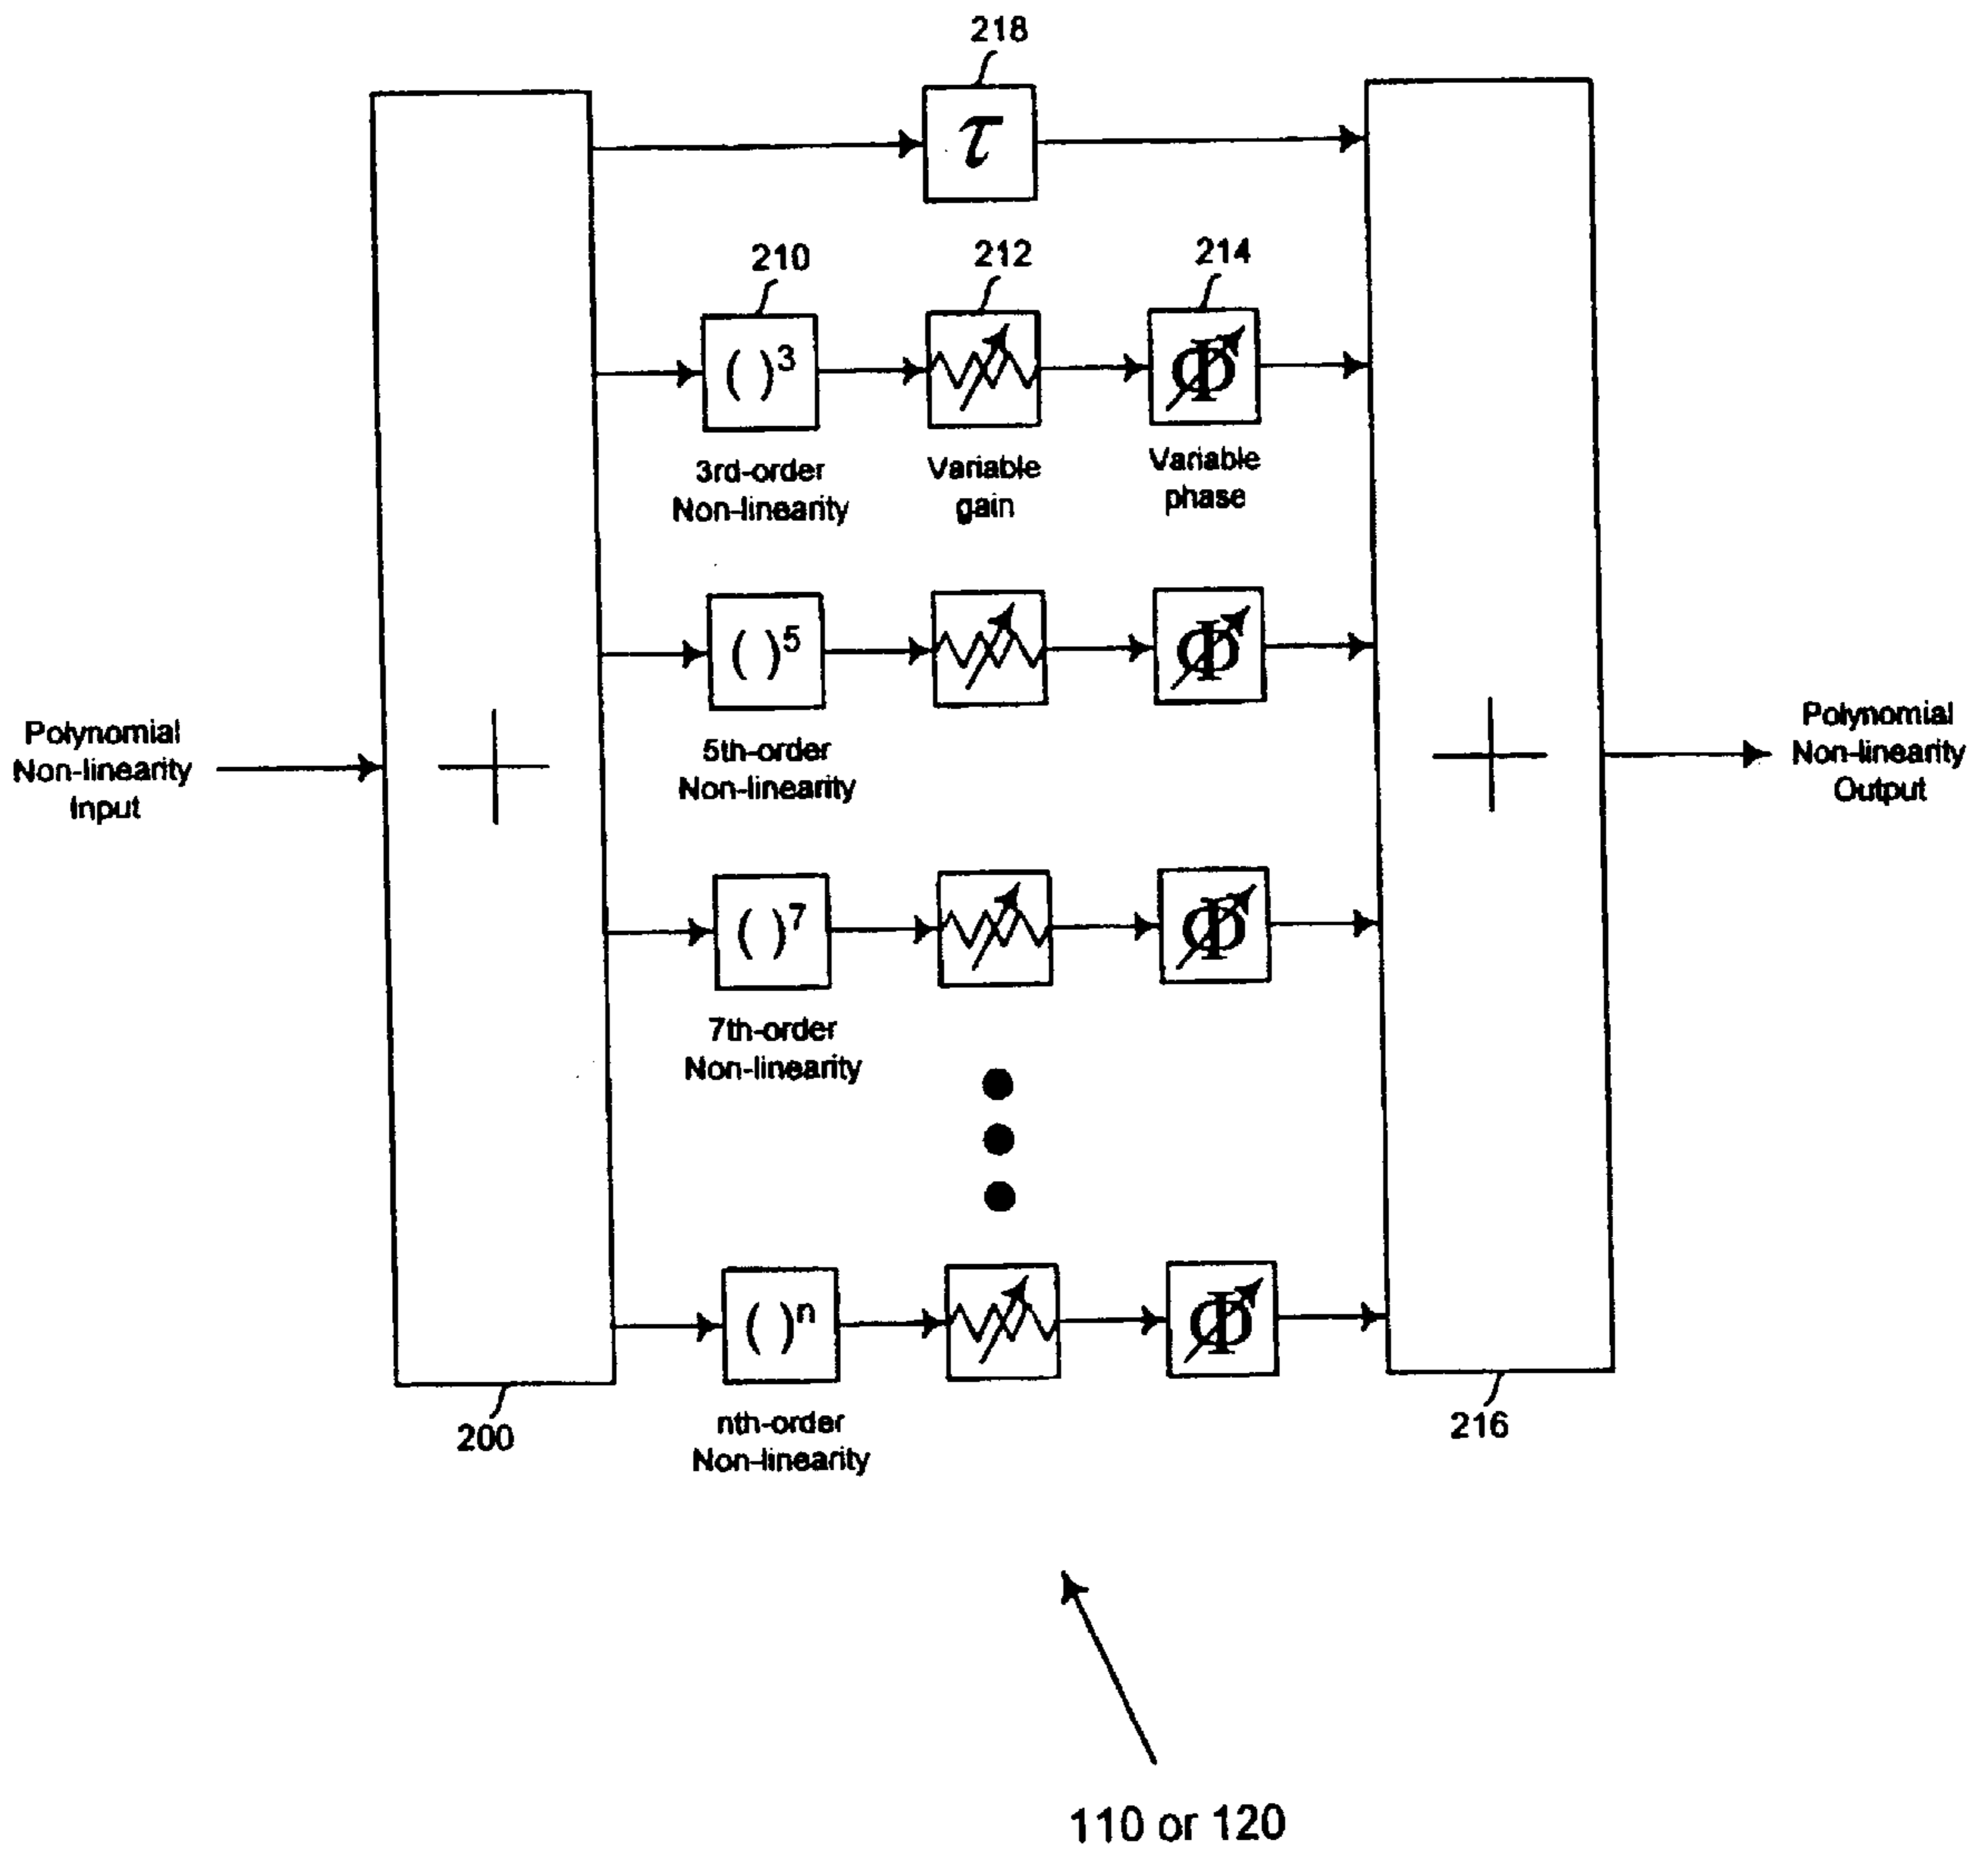 218
τ
210
212
214
( )3
Φ
3rd-order
Non-linearity
Variable
gain
Variable
phase
( )5
Φ
5th-order
Non-linearity
Polynomial
Non-linearity
Input
+
+
Polynomial
Non-linearity
Output
( )7
Φ
7th-order
Non-linearity
( )n
Φ
nth-order
Non-linearity
200
216
110 or 120